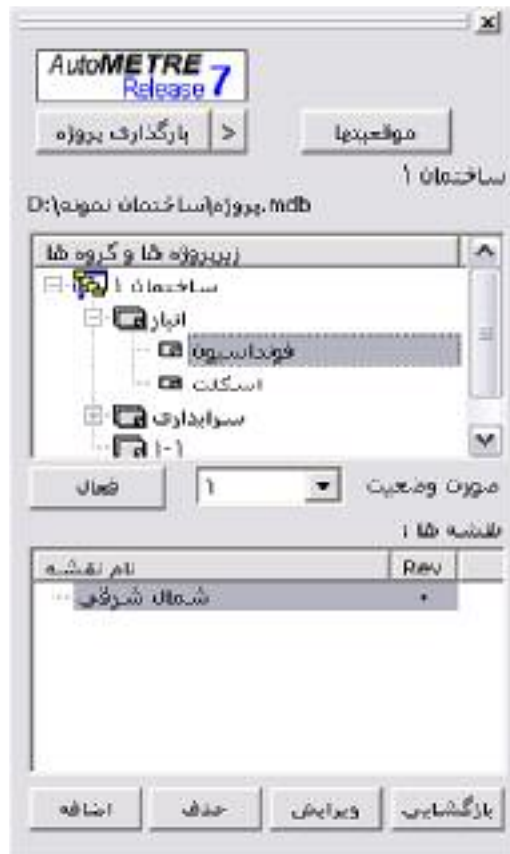 AutoMETRE
Release 7
بارگذاری پروژه
<
موقعیتها
ساختمان ۱
D:\پروژه\ساختمان نمونه.mdb
زیرپروژه ها و گروه ها
ساختمان ۱
انبار
فونداسیون
اسکلت
سرایداری
۱-۱
صورت وضعیت
۱
فعال
نقشه ها :
نام نقشه
Rev
شمال شرقی
۰
بازگشایی
ویرایش
حذف
اضافه